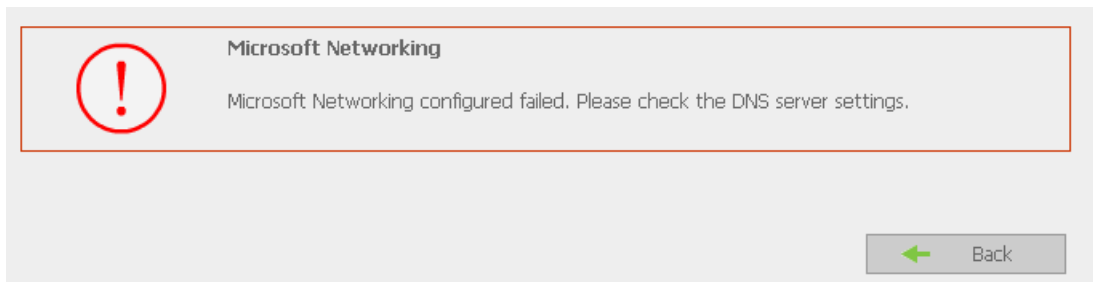 Microsoft Networking
Microsoft Networking configured failed. Please check the DNS server settings.
Back